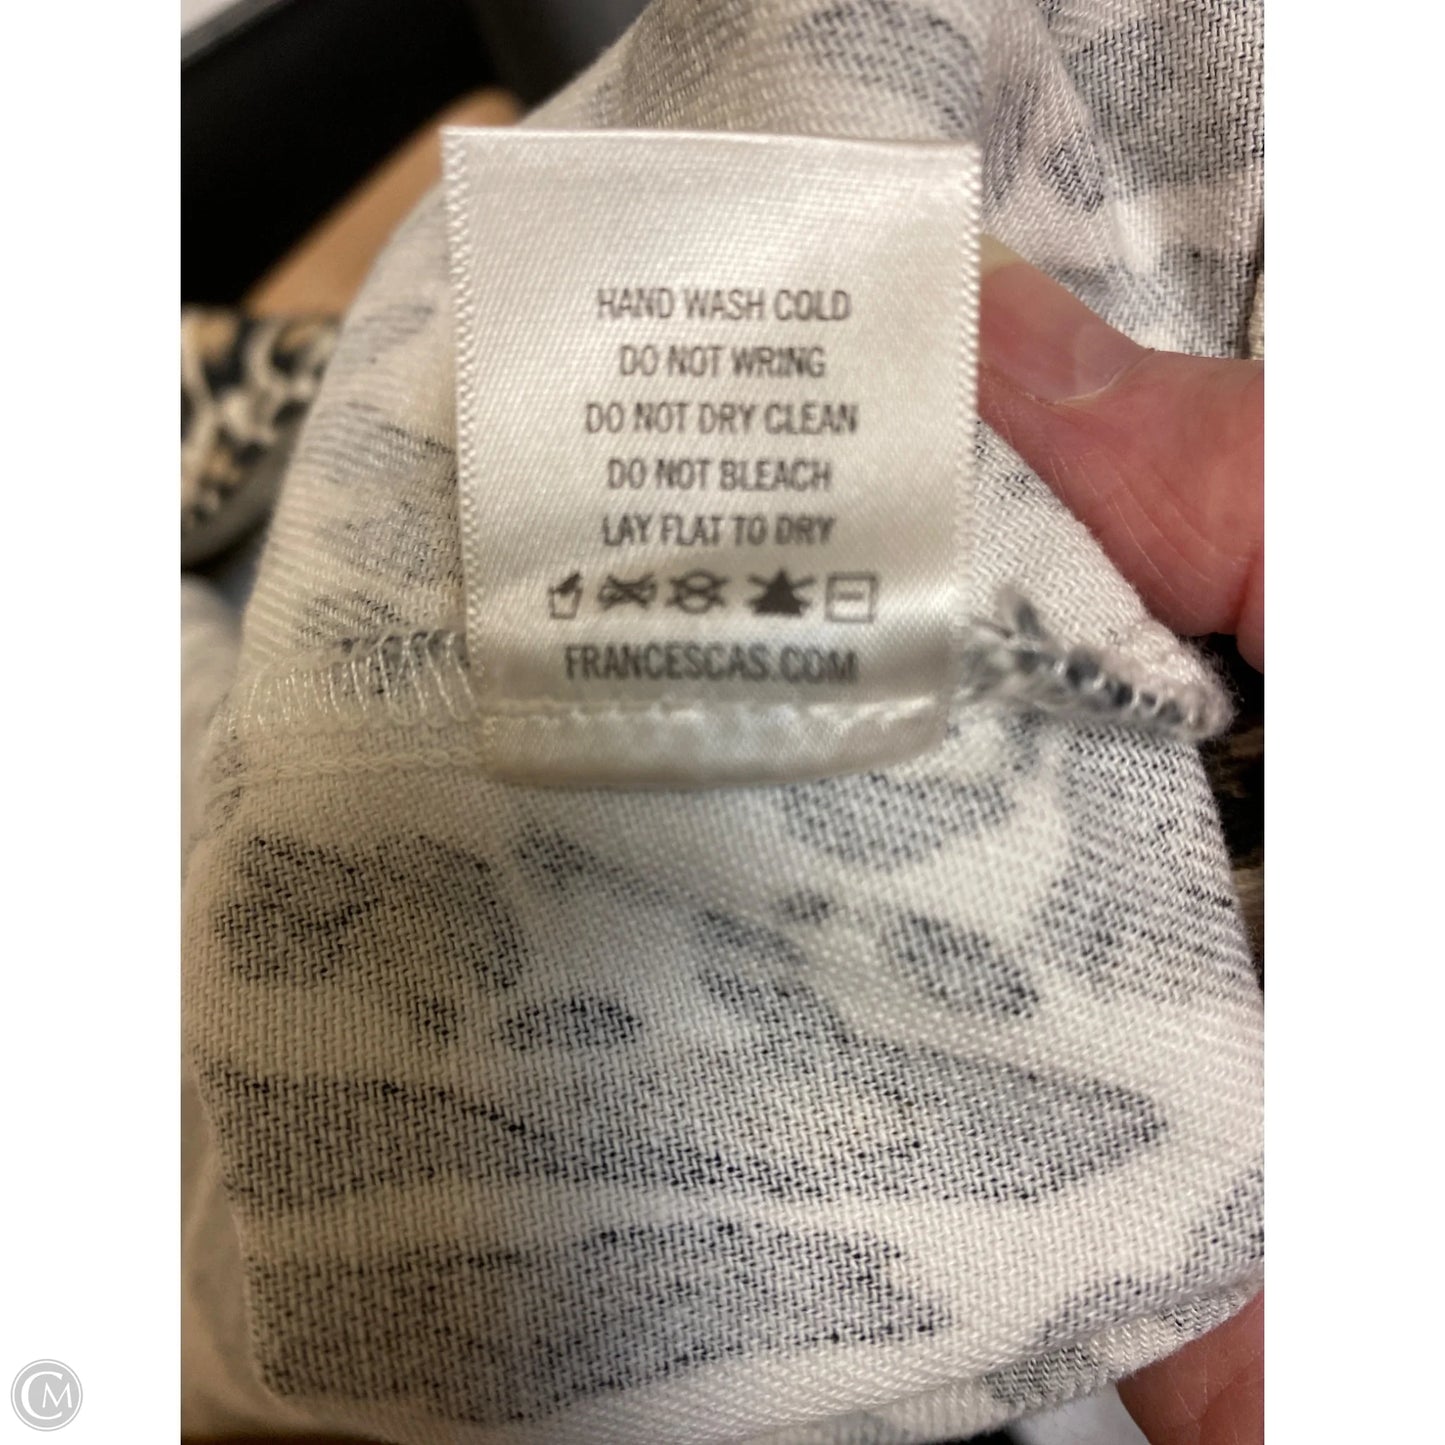 HAND WASH COLD
DO NOT WRING
DO NOT DRY CLEAN
DO NOT BLEACH
LAY FLAT TO DRY
FRANCESCAS.COM
CM